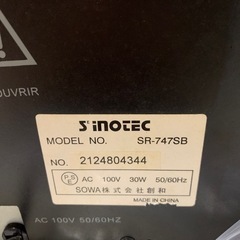 OUVRIR
SINOTEC
MODEL NO. SR-747SB
NO. 2124804344
PSE AC 100V 30W 50/60Hz
SOWA株式会社創和
MADE IN CHINA
AC 100V 50/60HZ